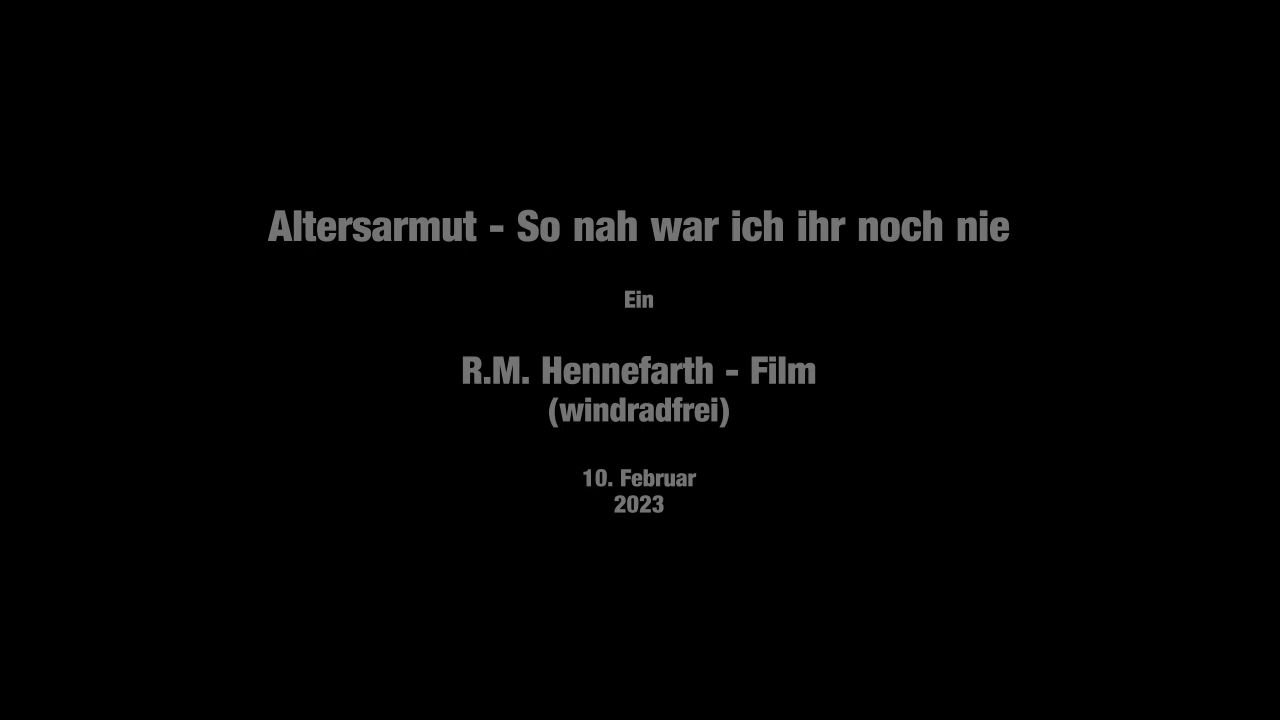 Altersarmut - So nah war ich ihr noch nie
Ein
R.M. Hennefarth - Film
(windradfrei)
10. Februar
2023